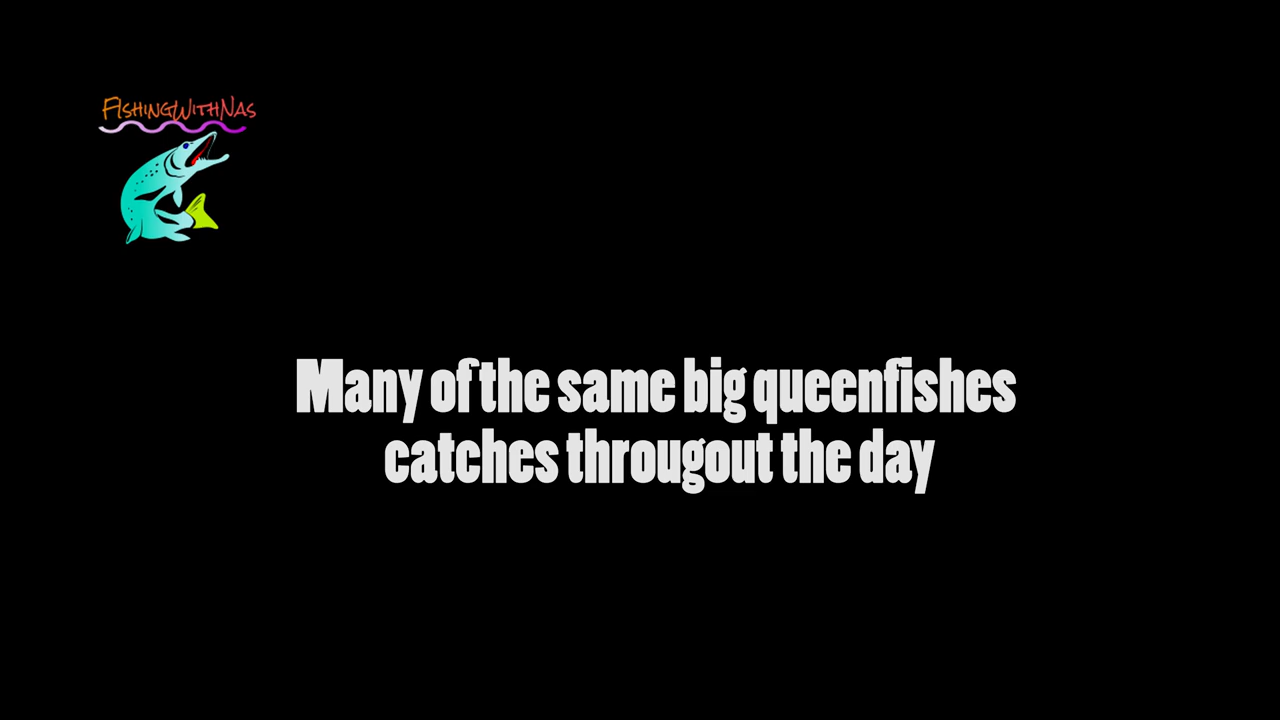 FishingWithNas
Many of the same big queenfishes
catches througout the day